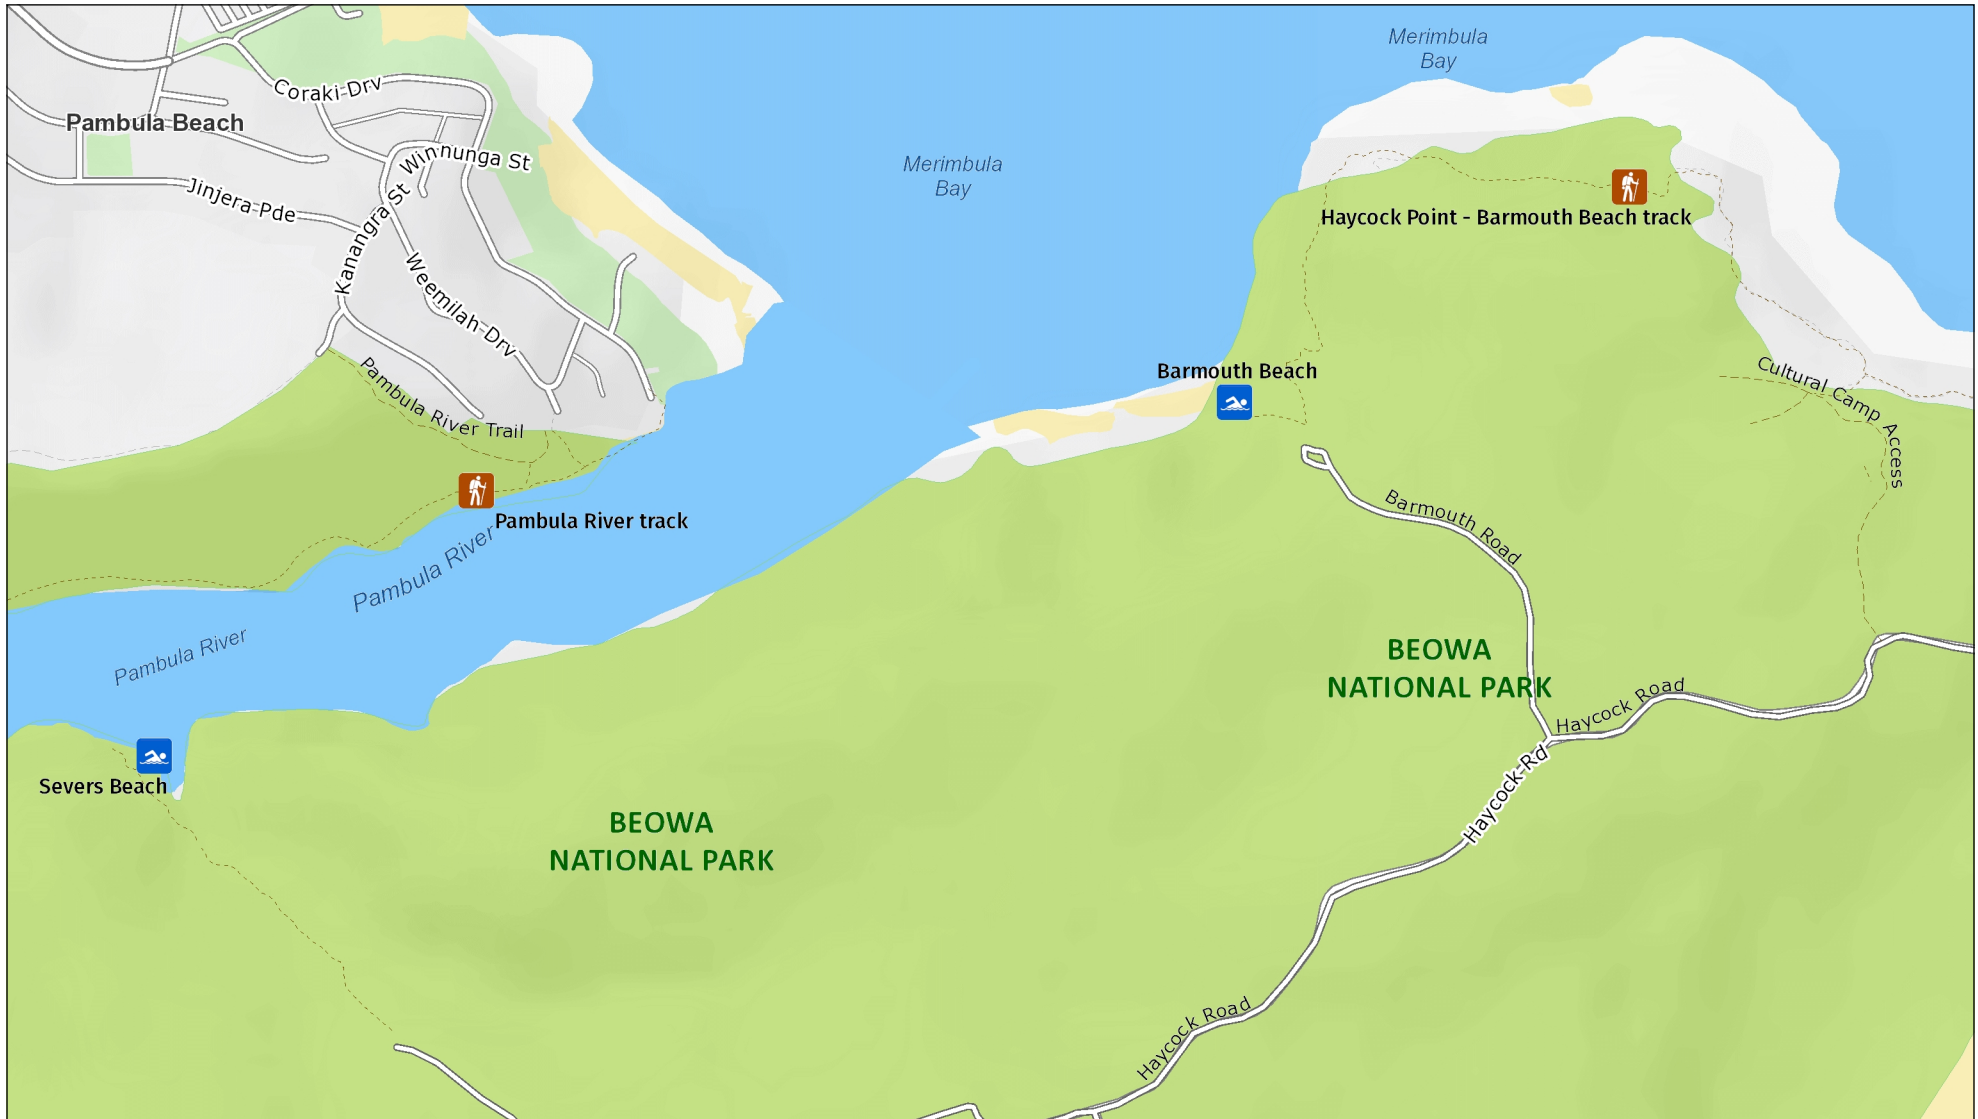 Merimbula
Bay
Coraki Drv
Pambula Beach
Winnunga St
Merimbula
Bay
Jinjera Pde
KananGra St
Haycock Point - Barmouth Beach track
Weemilah Drv
Pambula River Trail
Barmouth Beach
Cultural Camp Access
Pambula River track
Pambula River
Barmouth Road
Pambula River
BEOWA
NATIONAL PARK
Haycock Road
Haycock Rd
Severs Beach
BEOWA
NATIONAL PARK
Haycock Road